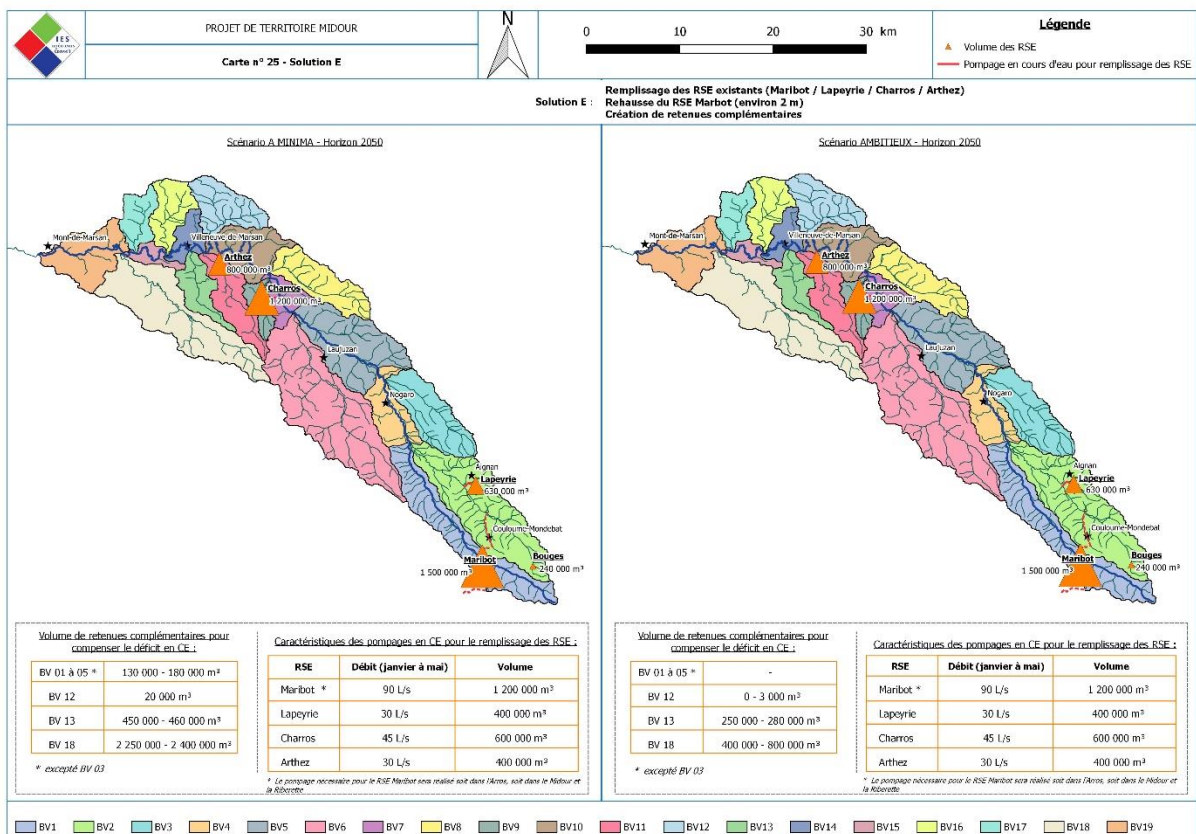 IES
PROJET DE TERRITOIRE MIDOUR
Carte n° 25 - Solution E
N
0 10 20 30 km
Légende
Volume des RSE
Pompage en cours d'eau pour remplissage des RSE
Solution E :
Remplissage des RSE existants (Maribot / Lapeyrie / Charros / Arthez)
Rehausse du RSE Marbot (environ 2 m)
Création de retenues complémentaires
Scénario A MINIMA - Horizon 2050
Mont-de-Marsan
Villeneuve-de-Marsan
Arthez
800 000 m³
Charros
1 200 000 m³
Laujuzan
Nogaro
Aignan
Lapeyrie
630 000 m³
Couloume-Mondebat
Maribot
1 500 000 m³
Bouges
240 000 m³
Volume de retenues complémentaires pour
compenser le déficit en CE :
BV 01 à 05 * 130 000 - 180 000 m³
BV 12 20 000 m³
BV 13 450 000 - 460 000 m³
BV 18 2 250 000 - 2 400 000 m³
* excepté BV 03
Caractéristiques des pompages en CE pour le remplissage des RSE :
RSE Débit (janvier à mai) Volume
Maribot * 90 L/s 1 200 000 m³
Lapeyrie 30 L/s 400 000 m³
Charros 45 L/s 600 000 m³
Arthez 30 L/s 400 000 m³
* Le pompage nécessaire pour le RSE Maribot sera réalisé soit dans l'Arros, soit dans le Midour et
la Riberette
Scénario AMBITIEUX - Horizon 2050
Mont-de-Marsan
Villeneuve-de-Marsan
Arthez
800 000 m³
Charros
1 200 000 m³
Laujuzan
Nogaro
Aignan
Lapeyrie
630 000 m³
Couloume-Mondebat
Maribot
1 500 000 m³
Bouges
240 000 m³
Volume de retenues complémentaires pour
compenser le déficit en CE :
BV 01 à 05 * -
BV 12 0 - 3 000 m³
BV 13 250 000 - 280 000 m³
BV 18 400 000 - 800 000 m³
* excepté BV 03
Caractéristiques des pompages en CE pour le remplissage des RSE :
RSE Débit (janvier à mai) Volume
Maribot * 90 L/s 1 200 000 m³
Lapeyrie 30 L/s 400 000 m³
Charros 45 L/s 600 000 m³
Arthez 30 L/s 400 000 m³
* Le pompage nécessaire pour le RSE Maribot sera réalisé soit dans l'Arros, soit dans le Midour et
la Riberette
BV1 BV2 BV3 BV4 BV5 BV6 BV7 BV8 BV9 BV10 BV11 BV12 BV13 BV14 BV15 BV16 BV17 BV18 BV19